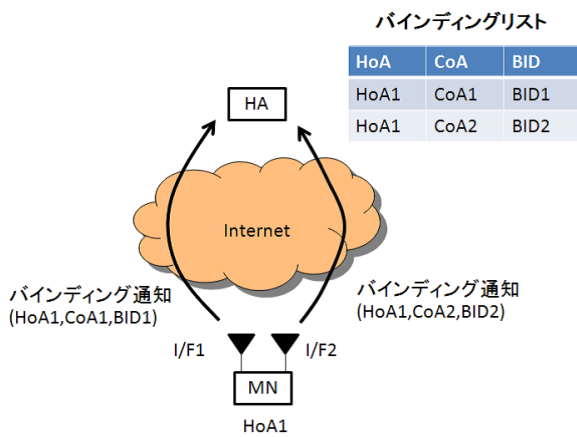 バインディングリスト
HoA CoA BID
HoA1 CoA1 BID1
HoA1 CoA2 BID2
HA
Internet
バインディング通知
(HoA1,CoA1,BID1)
バインディング通知
(HoA1,CoA2,BID2)
I/F1
I/F2
MN
HoA1